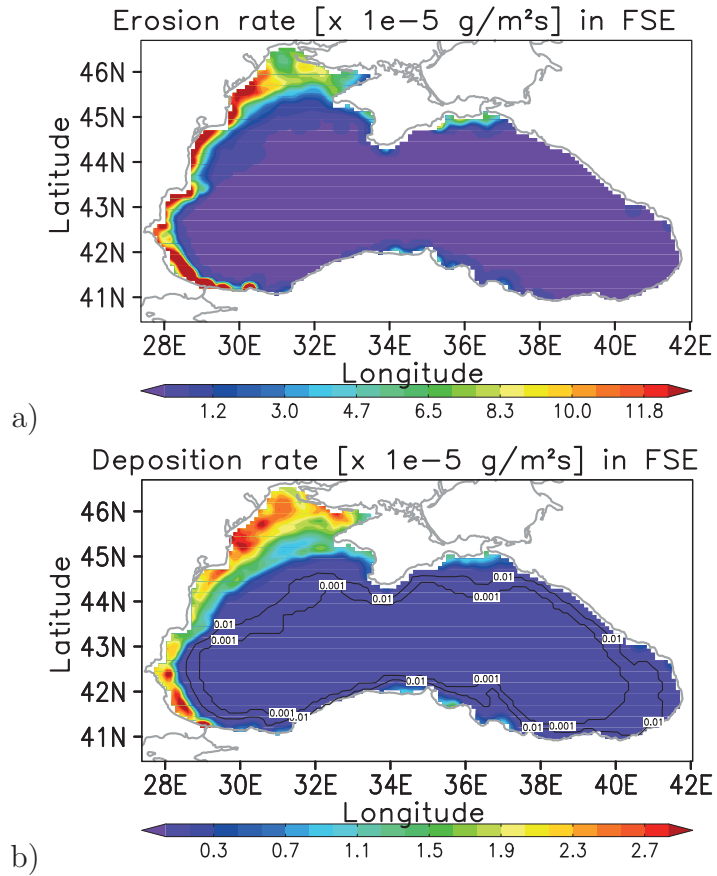 Erosion rate [x 1e−5 g/m²s] in FSE
46N
45N
44N
43N
42N
41N
Latitude
28E 30E 32E 34E 36E 38E 40E 42E
Longitude
1.2 3.0 4.7 6.5 8.3 10.0 11.8
a)
Deposition rate [x 1e−5 g/m²s] in FSE
46N
45N
44N
43N
42N
41N
Latitude
0.01 0.01
0.001 0.001
0.01
0.01 0.01
0.001
0.001
0.01
0.001 0.01 0.01 0.001 0.01
28E 30E 32E 34E 36E 38E 40E 42E
Longitude
0.3 0.7 1.1 1.5 1.9 2.3 2.7
b)